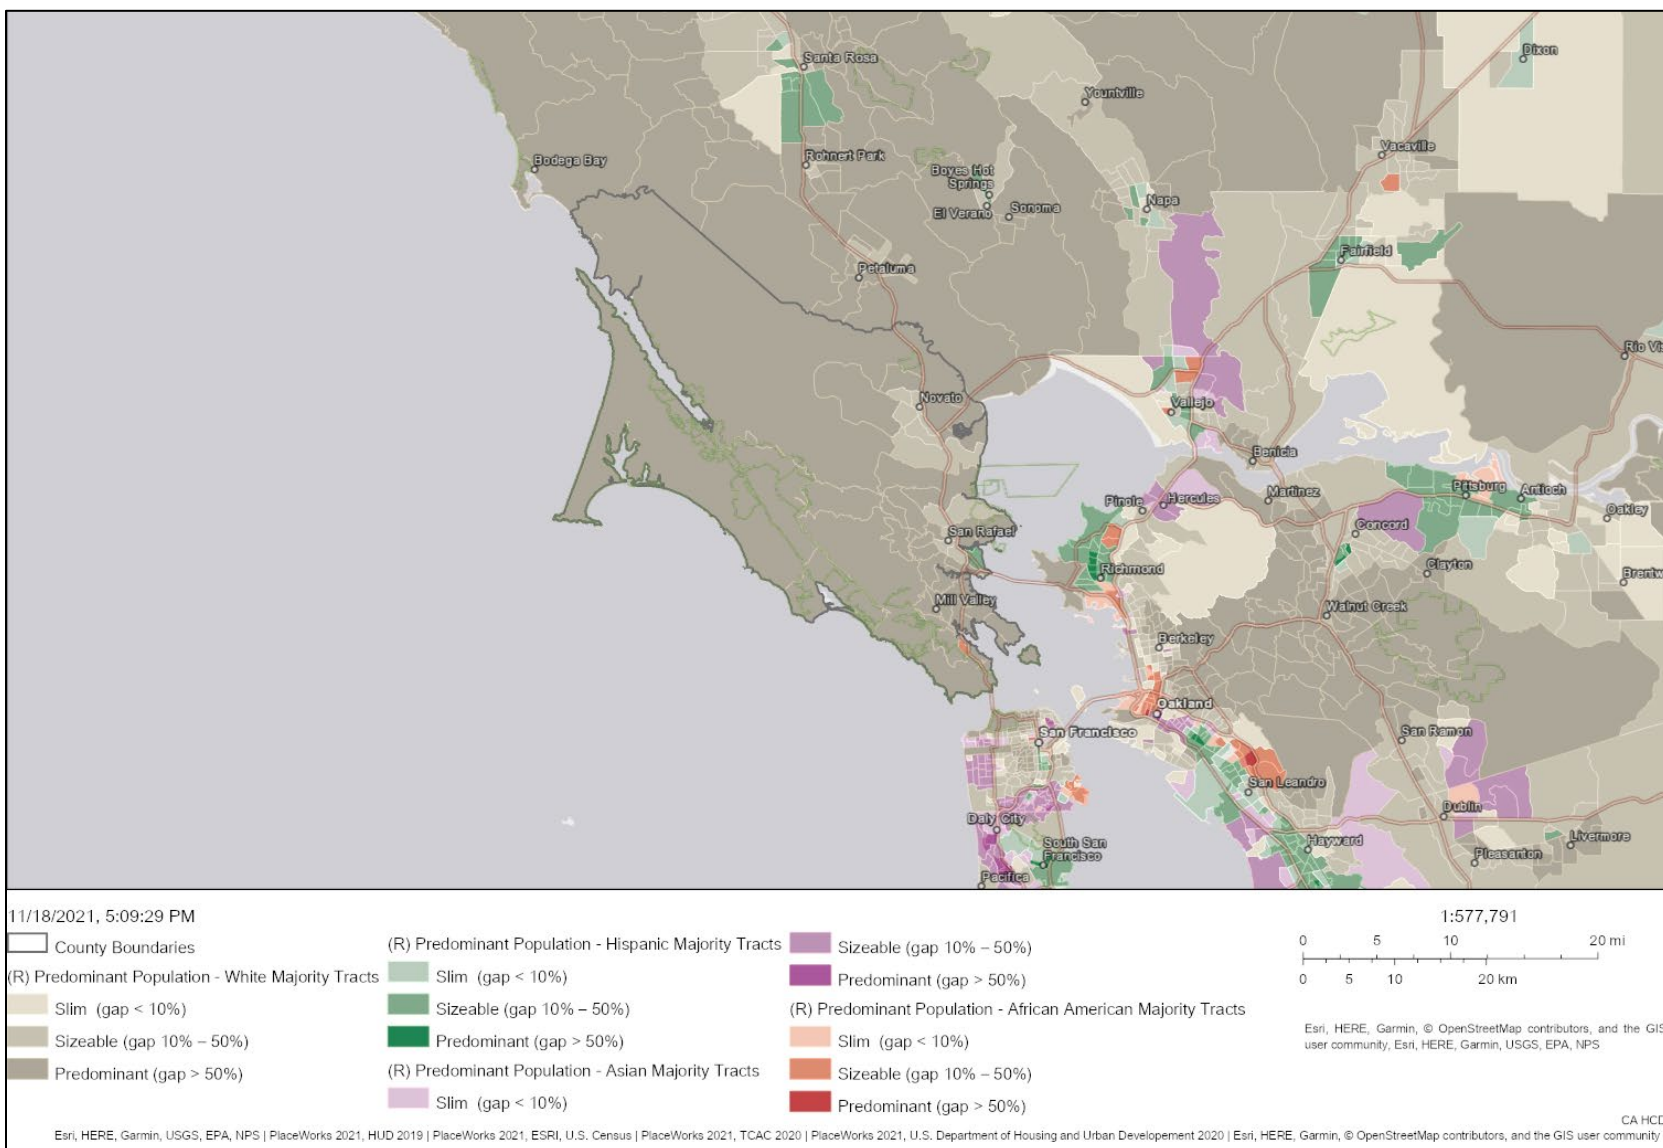 Santa Rosa
Dixon
Yountville
Vacaville
Bodega Bay
Rohnert Park
Boyes Hot
Springs
El Verano
Sonoma
Napa
Fairfield
Petaluma
Rio Vi
Novato
Vallejo
Benicia
Pinole
Hercules
Martinez
Pittsburg
Antioch
Oakley
Concord
San Rafael
Richmond
Clayton
Brentw
Mill Valley
Walnut Creek
Berkeley
Oakland
San Francisco
San Ramon
San Leandro
Dublin
Daly City
Livermore
Hayward
Pleasanton
South San
Francisco
Pacifica
11/18/2021, 5:09:29 PM
County Boundaries
(R) Predominant Population - White Majority Tracts
Slim (gap < 10%)
Sizeable (gap 10% – 50%)
Predominant (gap > 50%)
(R) Predominant Population - Hispanic Majority Tracts
Slim (gap < 10%)
Sizeable (gap 10% – 50%)
Predominant (gap > 50%)
(R) Predominant Population - Asian Majority Tracts
Slim (gap < 10%)
Sizeable (gap 10% – 50%)
Predominant (gap > 50%)
(R) Predominant Population - African American Majority Tracts
Slim (gap < 10%)
Sizeable (gap 10% – 50%)
Predominant (gap > 50%)
1:577,791
0 5 10 20 mi
0 5 10 20 km
Esri, HERE, Garmin, © OpenStreetMap contributors, and the GIS
user community, Esri, HERE, Garmin, USGS, EPA, NPS
CA HCD
Esri, HERE, Garmin, USGS, EPA, NPS | PlaceWorks 2021, HUD 2019 | PlaceWorks 2021, ESRI, U.S. Census | PlaceWorks 2021, TCAC 2020 | PlaceWorks 2021, U.S. Department of Housing and Urban Developement 2020 | Esri, HERE, Garmin, © OpenStreetMap contributors, and the GIS user community